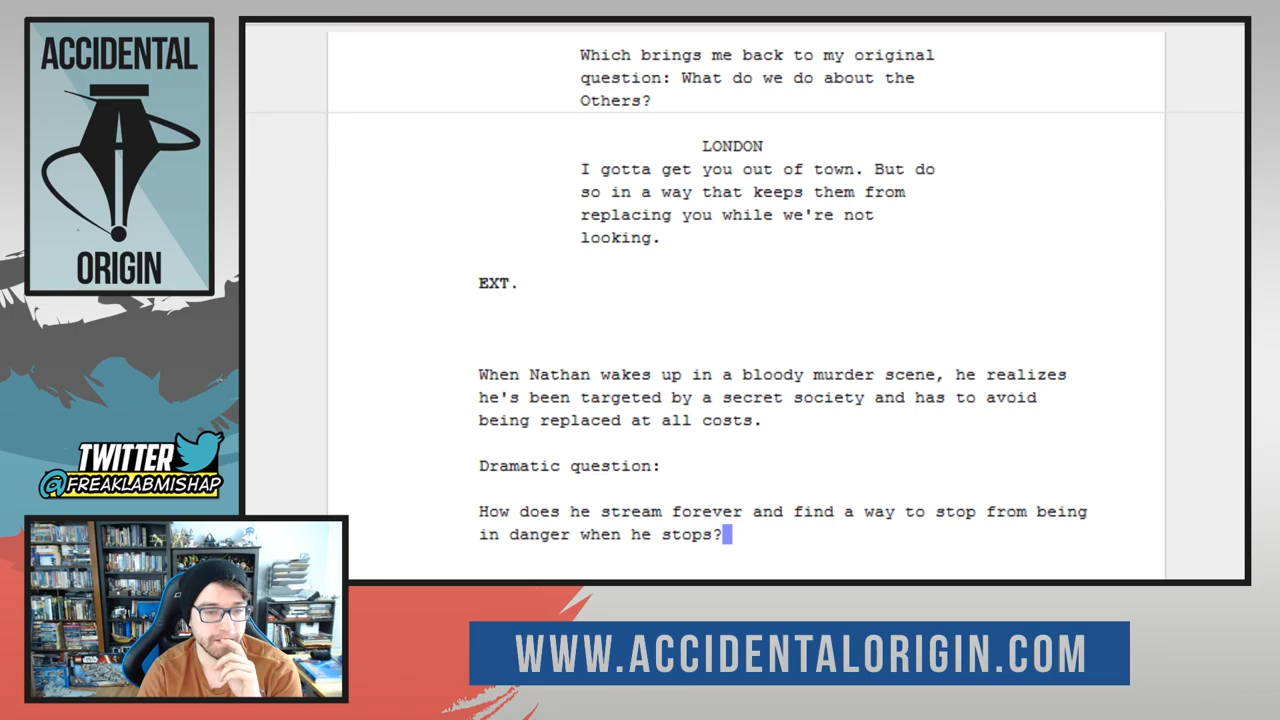 ACCIDENTAL
ORIGIN
TWITTER
@FREAKLABMISHAP
Which brings me back to my original
question: What do we do about the
Others?
LONDON
I gotta get you out of town. But do
so in a way that keeps them from
replacing you while we're not
looking.
EXT.
When Nathan wakes up in a bloody murder scene, he realizes
he's been targeted by a secret society and has to avoid
being replaced at all costs.
Dramatic question:
How does he stream forever and find a way to stop from being
in danger when he stops?
WWW.ACCIDENTALORIGIN.COM